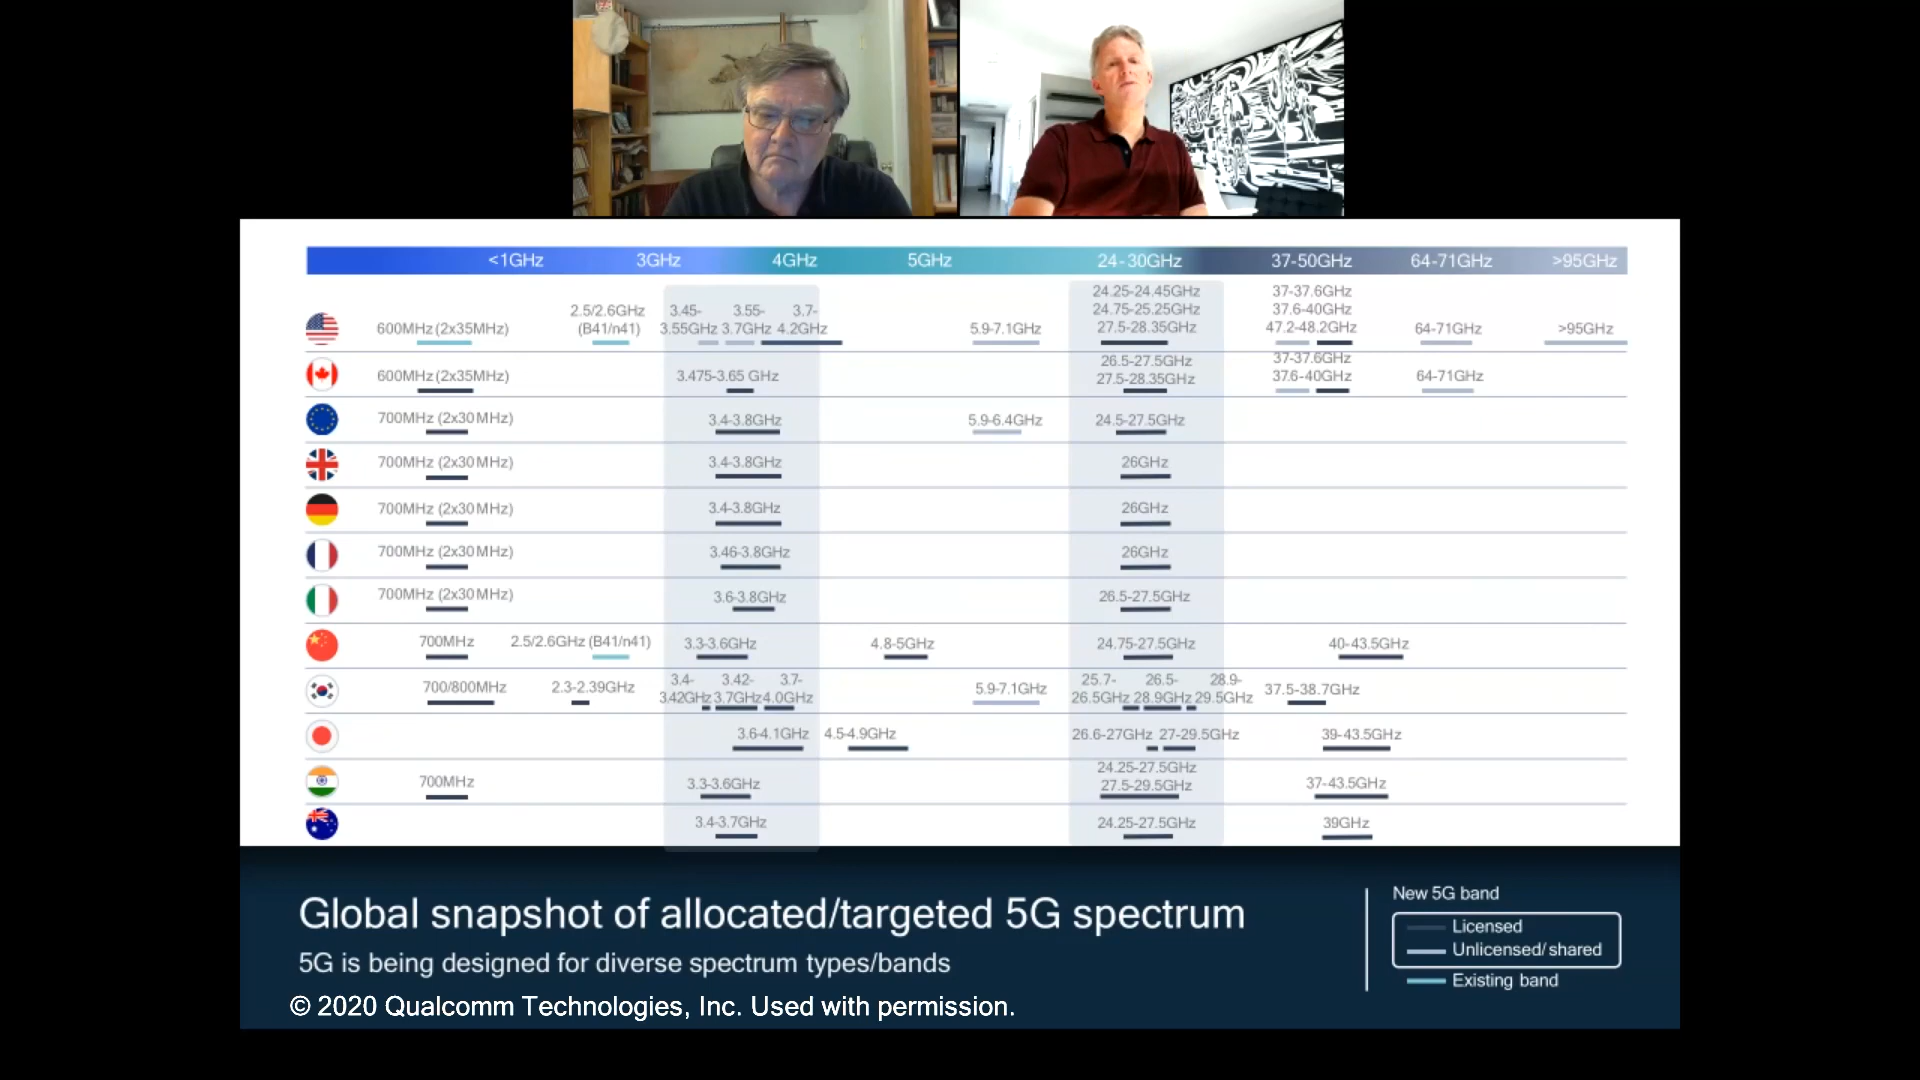 <1GHz 3GHz 4GHz 5GHz 24-30GHz 37-50GHz 64-71GHz >95GHz
600MHz (2x35MHz)
2.5/2.6GHz
(B41/n41)
3.45-
3.55GHz
3.55-
3.7GHz
3.7-
4.2GHz
5.9-7.1GHz
24.25-24.45GHz
24.75-25.25GHz
27.5-28.35GHz
37-37.6GHz
37.6-40GHz
47.2-48.2GHz
64-71GHz
>95GHz
600MHz (2x35MHz)
3.475-3.65 GHz
26.5-27.5GHz
27.5-28.35GHz
37-37.6GHz
37.6-40GHz
64-71GHz
700MHz (2x30 MHz)
3.4-3.8GHz
5.9-6.4GHz
24.5-27.5GHz
700MHz (2x30 MHz)
3.4-3.8GHz
26GHz
700MHz (2x30 MHz)
3.4-3.8GHz
26GHz
700MHz (2x30 MHz)
3.46-3.8GHz
26GHz
700MHz (2x30 MHz)
3.6-3.8GHz
26.5-27.5GHz
700MHz
2.5/2.6GHz (B41/n41)
3.3-3.6GHz
4.8-5GHz
24.75-27.5GHz
40-43.5GHz
700/800MHz
2.3-2.39GHz
3.4-
3.42GHz
3.42-
3.7GHz
3.7-
4.0GHz
5.9-7.1GHz
25.7-
26.5GHz
26.5-
28.9GHz
28.9-
29.5GHz
37.5-38.7GHz
3.6-4.1GHz
4.5-4.9GHz
26.6-27GHz
27-29.5GHz
39-43.5GHz
700MHz
3.3-3.6GHz
24.25-27.5GHz
27.5-29.5GHz
37-43.5GHz
3.4-3.7GHz
24.25-27.5GHz
39GHz
Global snapshot of allocated/targeted 5G spectrum
5G is being designed for diverse spectrum types/bands
© 2020 Qualcomm Technologies, Inc. Used with permission.
New 5G band
Licensed
Unlicensed/shared
Existing band